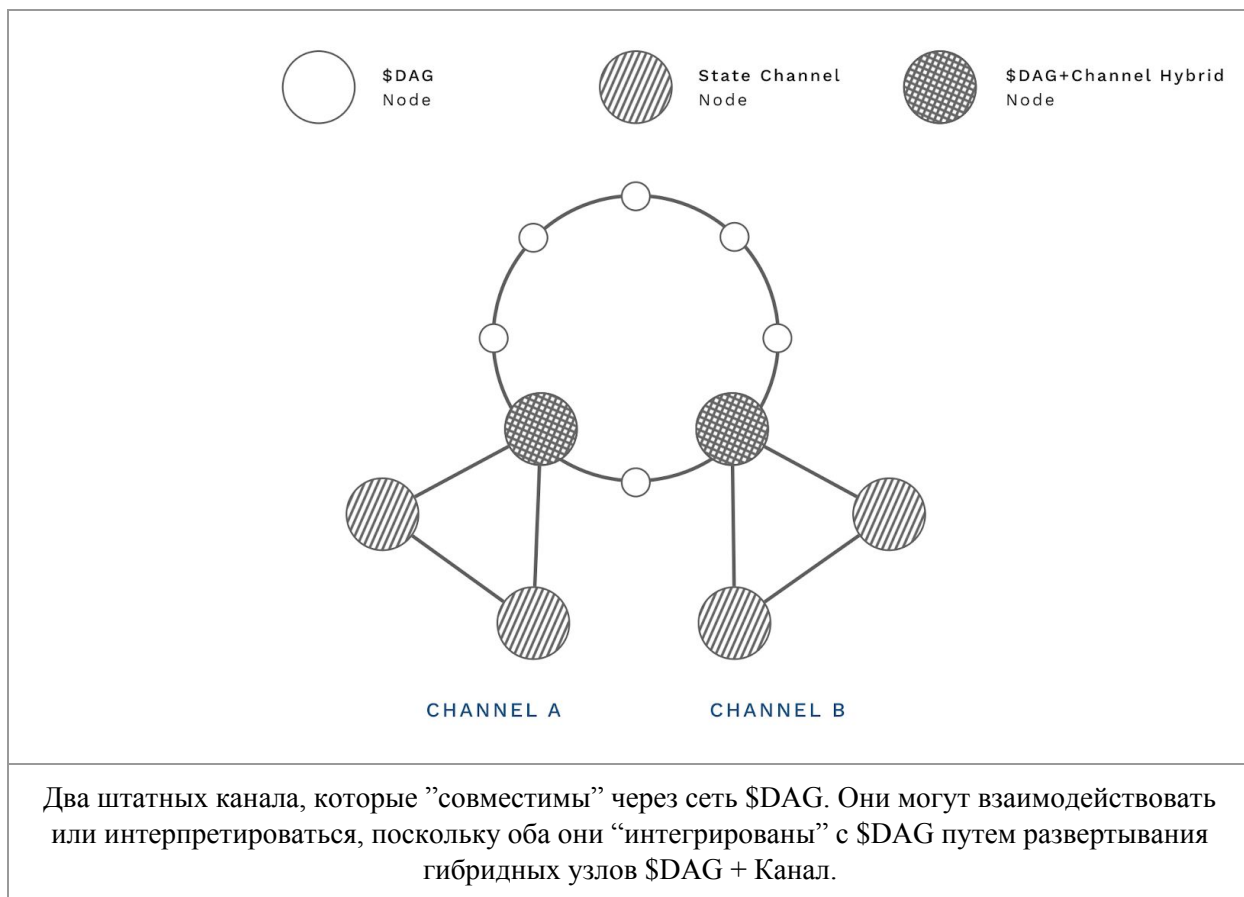 $DAG
Node
State Channel
Node
$DAG+Channel Hybrid
Node
CHANNEL A
CHANNEL B
Два штатных канала, которые ”совместимы” через сеть $DAG. Они могут взаимодействовать
или интерпретироваться, поскольку оба они “интегрированы” с $DAG путем развертывания
гибридных узлов $DAG + Канал.